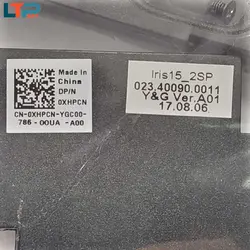 LYP
Made in
China
DP/N
0XHPCN
CN-0XHPCN-YGC00-
786-00UA -A00
Iris15_2SP
023.40090.0011
Y&G Ver.A01
17.08.06